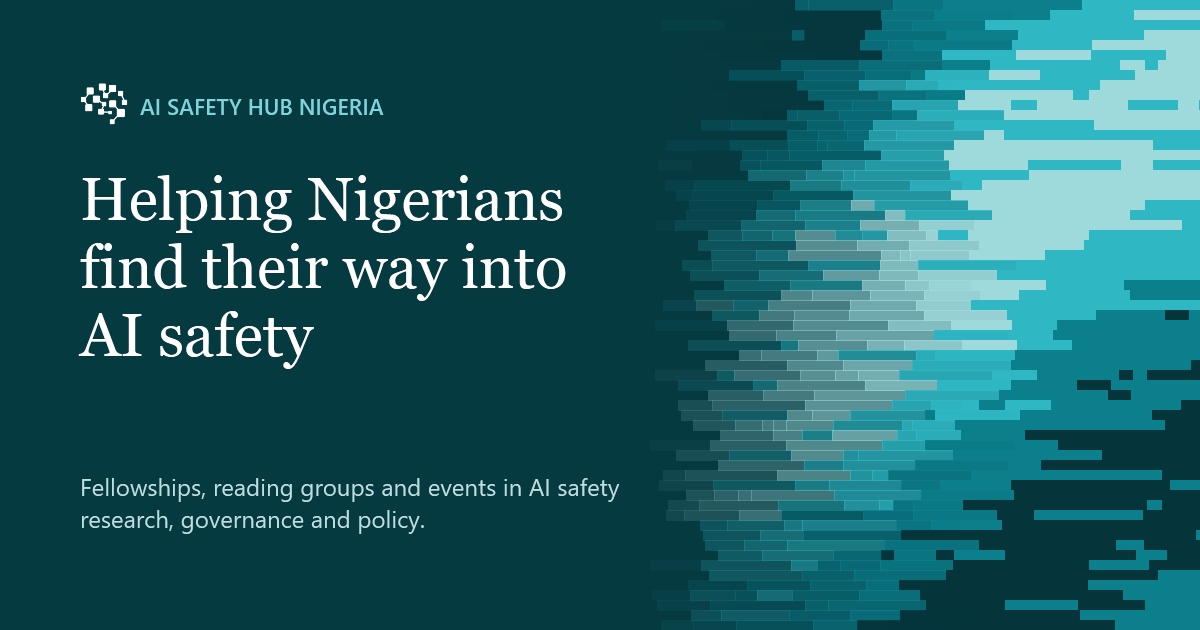 AI SAFETY HUB NIGERIA
Helping Nigerians
find their way into
AI safety
Fellowships, reading groups and events in AI safety
research, governance and policy.